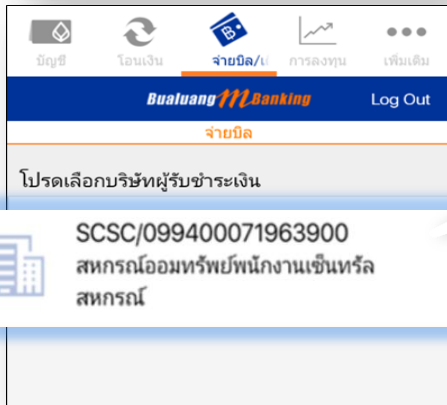 บัญชี โอนเงิน จ่ายบิล/เ การลงทุน เพิ่มเติม
Bualuang mBanking Log Out
จ่ายบิล
โปรดเลือกบริษัทผู้รับชำระเงิน
SCSC/099400071963900
สหกรณ์ออมทรัพย์พนักงานเซ็นทรัล
สหกรณ์